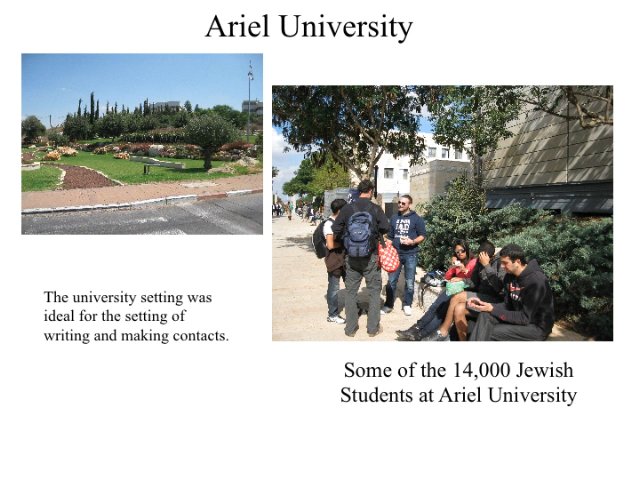 Ariel University
The university setting was
ideal for the setting of
writing and making contacts.
Some of the 14,000 Jewish
Students at Ariel University